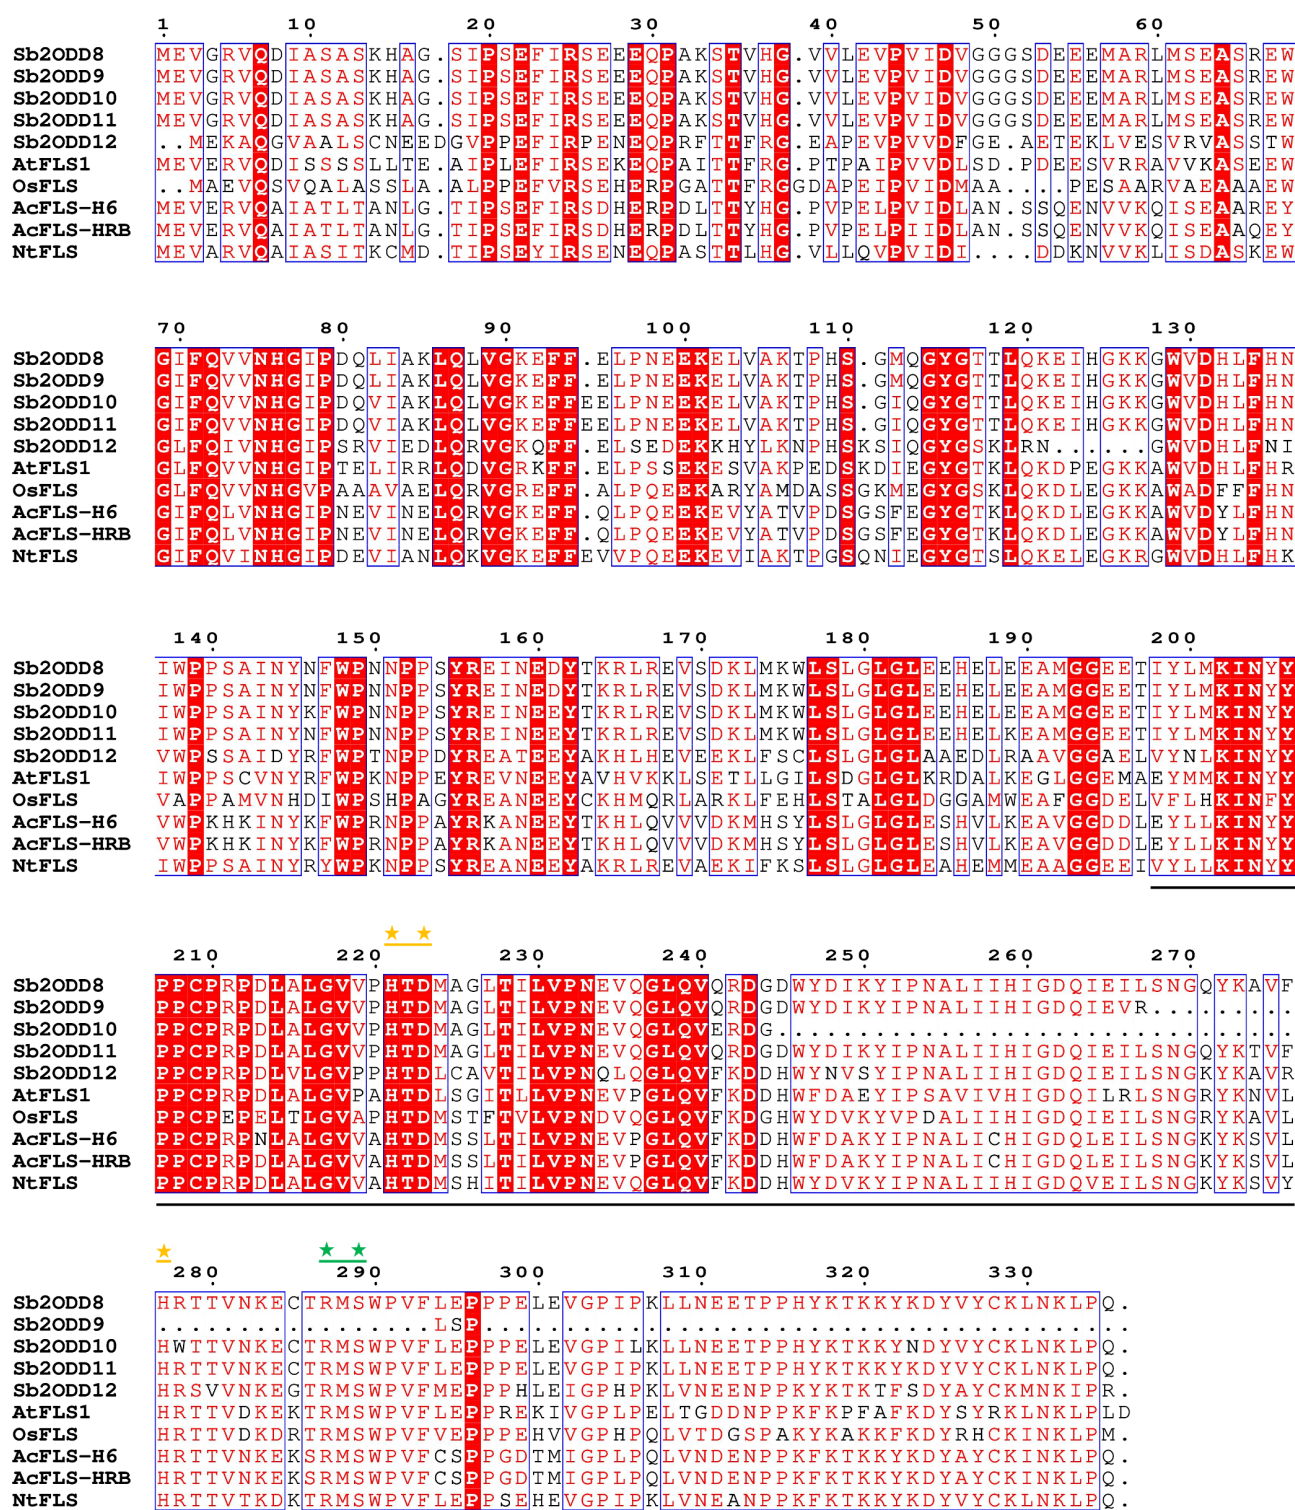 1 10 20 30 40 50 60
Sb2ODD8 MEVGRVQDIASASKHAG.SIPSEFIRSEEEQPAKSTVHG.VVLEVPVIDVGGGSDEEEMARLMSEASREW
Sb2ODD9 MEVGRVQDIASASKHAG.SIPSEFIRSEEEQPAKSTVHG.VVLEVPVIDVGGGSDEEEMARLMSEASREW
Sb2ODD10 MEVGRVQDIASASKHAG.SIPSEFIRSEEEQPAKSTVHG.VVLEVPVIDVGGGSDEEEMARLMSEASREW
Sb2ODD11 MEVGRVQDIASASKHAG.SIPSEFIRSEEEQPAKSTVHG.VVLEVPVIDVGGGSDEEEMARLMSEASREW
Sb2ODD12 ..MEKAQGVAALSCNEEDGVPPEFIRPENEQPRFTTFRG.EAPEVPVVDFGE.AETEKLVESVRVASSTW
AtFLS1 MEVERVQDISSSSLLTE.AIPLEFIRSEKEQPAITTFRG.PTPAIPVVDLSD.PDEESVRRAVVKASEEW
OsFLS ..MAEVQSVQALASSLA.ALPPEFVRSEHERPGATTFRGGDAPEIPVIDMAA....PESAARVAEAAAEW
AcFLS-H6 MEVERVQAIATLTANLG.TIPSEFIRSDHERPDLTTYHG.PVPELPVIDLAN.SSQENVVKQISEAAREY
AcFLS-HRB MEVERVQAIATLTANLG.TIPSEFIRSDHERPDLTTYHG.PVPELPIIDLAN.SSQENVVKQISEAAQEY
NtFLS MEVARVQAIASITKCMD.TIPSEYIRSENEQPASTTLHG.VLLQVPVIDI....DDKNVVKLISDASKEW
70 80 90 100 110 120 130
Sb2ODD8 GIFQVVNHGIPDQLIAKLQLVGKEFF.ELPNEEKELVAKTPHS.GMQGYGTTLQKEIHGKKGWVDHLFHN
Sb2ODD9 GIFQVVNHGIPDQLIAKLQLVGKEFF.ELPNEEKELVAKTPHS.GMQGYGTTLQKEIHGKKGWVDHLFHN
Sb2ODD10 GIFQVVNHGIPDQVIAKLQLVGKEFFEELPNEEKELVAKTPHS.GIQGYGTTLQKEIHGKKGWVDHLFHN
Sb2ODD11 GIFQVVNHGIPDQVIAKLQLVGKEFFEELPNEEKELVAKTPHS.GIQGYGTTLQKEIHGKKGWVDHLFHN
Sb2ODD12 GLFQIVNHGIPSRVIEDLQRVGKQFF.ELSEDEKKHYLKNPHSKSIQGYGSKLRN......GWVDHLFNI
AtFLS1 GLFQVVNHGIPTELIRRLQDVGRKFF.ELPSSEKESVAKPEDSKDIEGYGTKLQKDPEGKKAWVDHLFHR
OsFLS GLFQVVNHGVPAAAVAELQRVGREFF.ALPQEEKARYAMDASSGKMEGYGSKLQKDLEGKKAWADFFFHN
AcFLS-H6 GIFQLVNHGIPNEVINELQRVGKEFF.QLPQEEKEVYATVPDSGSFEGYGTKLQKDLEGKKAWVDYLFHN
AcFLS-HRB GIFQLVNHGIPNEVINELQRVGKEFF.QLPQEEKEVYATVPDSGSFEGYGTKLQKDLEGKKAWVDYLFHN
NtFLS GIFQVINHGIPDEVIANLQKVGKEFFEVVPQEEKEVIAKTPGSQNIEGYGTSLQKELEGKRGWVDHLFHK
140 150 160 170 180 190 200
Sb2ODD8 IWPPSAINYNFWPNNPPSYREINEDYTKRLREVSDKLMKWLSLGLGLEEHELEEAMGGEETIYLMKINYY
Sb2ODD9 IWPPSAINYNFWPNNPPSYREINEDYTKRLREVSDKLMKWLSLGLGLEEHELEEAMGGEETIYLMKINYY
Sb2ODD10 IWPPSAINYKFWPNNPPSYREINEEYTKRLREVSDKLMKWLSLGLGLEEHELEEAMGGEETIYLMKINYY
Sb2ODD11 IWPPSAINYNFWPNNPPSYREINEEYTKRLREVSDKLMKWLSLGLGLEEHELKEAMGGEETIYLMKINYY
Sb2ODD12 VWPSSAIDYRFWPTNPPDYREATEEYAKHLHEVEEKLFSCLSLGLGLAAEDLRAAVGGAELVYNLKINYY
AtFLS1 IWPPSCVNYRFWPKNPPEYREVNEEYAVHVKKLSETLLGILSDGLGLKRDALKEGLGGEMAEYMMKINYY
OsFLS VAPPAMVNHDIWPSHPAGYREANEEYCKHMQRLARKLFEHLSTALGLDGGAMWEAFGGDELVFLHKINFY
AcFLS-H6 VWPKHKINYKFWPRNPPAYRKANEEYTKHLQVVVDKMHSYLSLGLGLESHVLKEAVGGDDLEYLLKINYY
AcFLS-HRB VWPKHKINYKFWPRNPPAYRKANEEYTKHLQVVVDKMHSYLSLGLGLESHVLKEAVGGDDLEYLLKINYY
NtFLS IWPPSAINYRYWPKNPPSYREANEEYAKRLREVAEKIFKSLSLGLGLEAHEMMEAAGGEEIVYLLKINYY
210 220 230 240 250 260 270
Sb2ODD8 PPCPRPDLALGVVPHTDMAGLTILVPNEVQGLQVQRDGDWYDIKYIPNALIIHIGDQIEILSNGQYKAVF
Sb2ODD9 PPCPRPDLALGVVPHTDMAGLTILVPNEVQGLQVQRDGDWYDIKYIPNALIIHIGDQIEVR.........
Sb2ODD10 PPCPRPDLALGVVPHTDMAGLTILVPNEVQGLQVERDG................................
Sb2ODD11 PPCPRPDLALGVVPHTDMAGLTILVPNEVQGLQVQRDGDWYDIKYIPNALIIHIGDQIEILSNGQYKTVF
Sb2ODD12 PPCPRPDLVLGVPPHTDLCAVTILVPNQLQGLQVFKDDHWYNVSYIPNALIIHIGDQIEILSNGKYKAVR
AtFLS1 PPCPRPDLALGVPAHTDLSGITLLVPNEVPGLQVFKDDHWFDAEYIPSAVIVHIGDQILRLSNGRYKNVL
OsFLS PPCPEPELTLGVAPHTDMSTFTVLVPNDVQGLQVFKDGHWYDVKYVPDALIIHIGDQIEILSNGRYKAVL
AcFLS-H6 PPCPRPNLALGVVAHTDMSSLTILVPNEVPGLQVFKDDHWFDAKYIPNALICHIGDQLEILSNGKYKSVL
AcFLS-HRB PPCPRPDLALGVVAHTDMSSLTILVPNEVPGLQVFKDDHWFDAKYIPNALICHIGDQLEILSNGKYKSVL
NtFLS PPCPRPDLALGVVAHTDMSHITILVPNEVQGLQVFKDDHWYDVKYIPNALIIHIGDQVEILSNGKYKSVY
280 290 300 310 320 330
Sb2ODD8 HRTTVNKECTRMSWPVFLEPPPELEVGPIPKLLNEETPPHYKTKKYKDYVYCKLNKLPQ.
Sb2ODD9 .................LSP........................................
Sb2ODD10 HWTTVNKECTRMSWPVFLEPPPELEVGPILKLLNEETPPHYKTKKYNDYVYCKLNKLPQ.
Sb2ODD11 HRTTVNKECTRMSWPVFLEPPPELEVGPIPKLLNEETPPHYKTKKYKDYVYCKLNKLPQ.
Sb2ODD12 HRSVVNKEGTRMSWPVFMEPPPHLEIGPHPKLVNEENPPKYKTKTFSDYAYCKMNKIPR.
AtFLS1 HRTTVDKEKTRMSWPVFLEPPREKIVGPLPELTGDDNPPKFKPFAFKDYSYRKLNKLPLD
OsFLS HRTTVDKDRTRMSWPVFVEPPPEHVVGPHPQLVTDGSPAKYKAKKFKDYRHCKINKLPM.
AcFLS-H6 HRTTVNKEKSRMSWPVFCSPPGDTMIGPLPQLVNDENPPKFKTKKYKDYAYCKINKLPQ.
AcFLS-HRB HRTTVNKEKSRMSWPVFCSPPGDTMIGPLPQLVNDENPPKFKTKKYKDYAYCKINKLPQ.
NtFLS HRTTVTKDKTRMSWPVFLEPPSEHEVGPIPKLVNEANPPKFKTKKYKDYVYCKLNKLPQ.